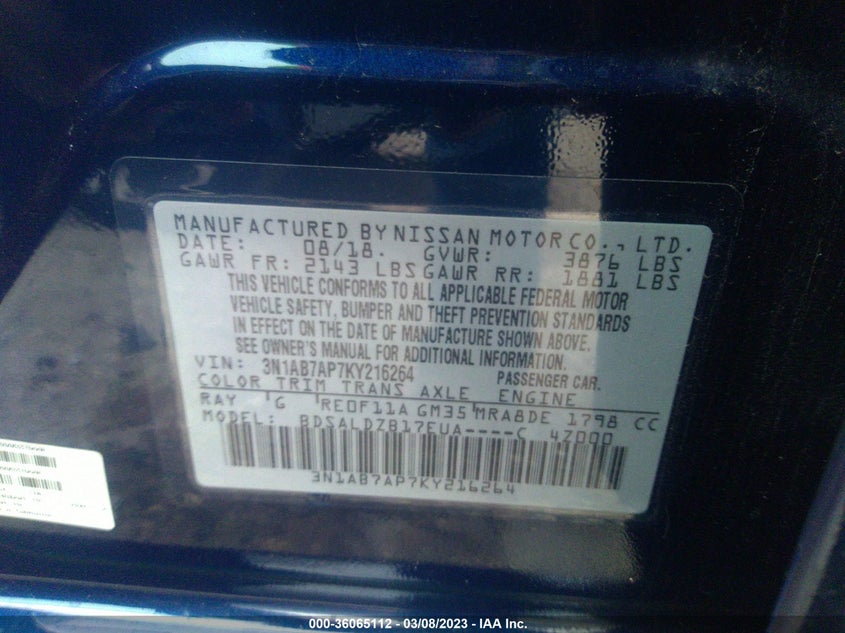 MANUFACTURED BY NISSAN MOTOR CO., LTD.
DATE: 08/18. GVWR: 3876 LBS
GAWR FR: 2143 LBS GAWR RR: 1881 LBS
THIS VEHICLE CONFORMS TO ALL APPLICABLE FEDERAL MOTOR
VEHICLE SAFETY, BUMPER AND THEFT PREVENTION STANDARDS
IN EFFECT ON THE DATE OF MANUFACTURE SHOWN ABOVE.
SEE OWNER'S MANUAL FOR ADDITIONAL INFORMATION.
VIN: 3N1AB7AP7KY216264 PASSENGER CAR.
COLOR TRIM TRANS AXLE ENGINE
RAY G RE0F11A GM35 MRA8DE 1798 CC
MODEL: BDSALDZB17EUA----C 4Z000
3N1AB7AP7KY216264
000-36065112 - 03/08/2023 - IAA Inc.